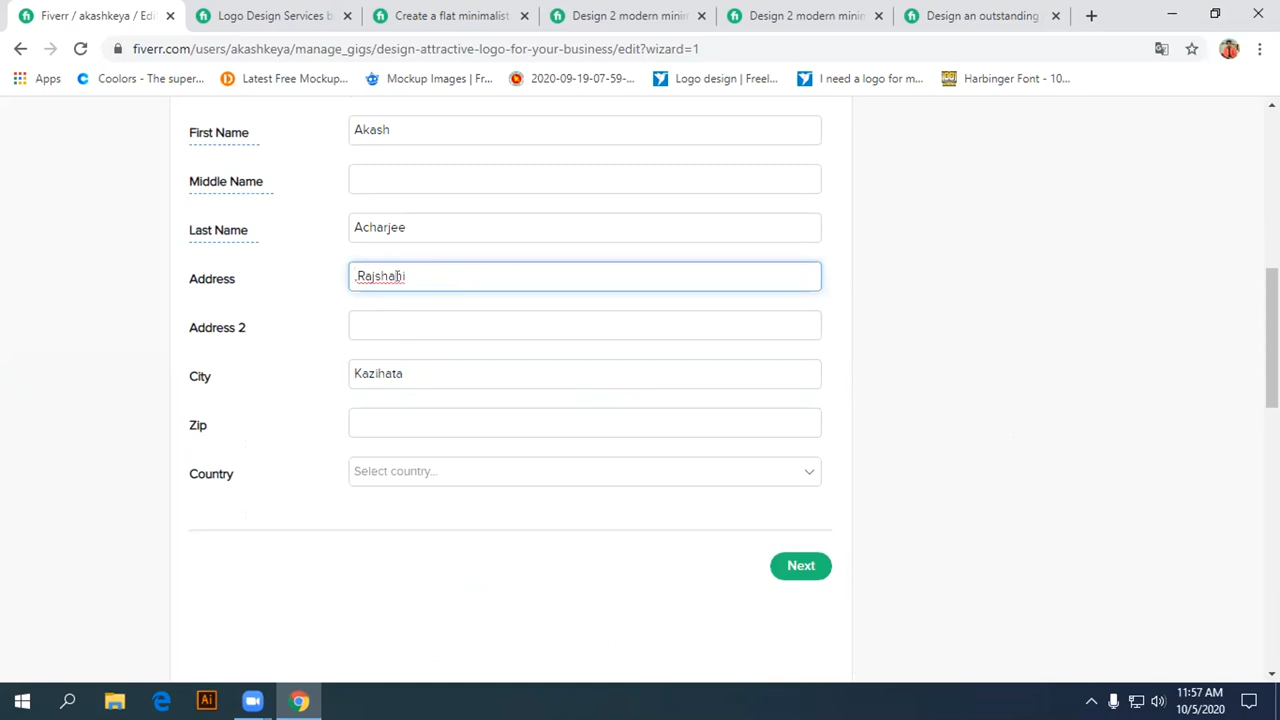 Fiverr / akashkeya / Edi
Logo Design Services b
Create a flat minimalist
Design 2 modern minim
Design 2 modern minim
Design an outstanding
fiverr.com/users/akashkeya/manage_gigs/design-attractive-logo-for-your-business/edit?wizard=1
Apps
Coolors - The super...
Latest Free Mockup...
Mockup Images | Fr...
2020-09-19-07-59-...
Logo design | Freel...
I need a logo for m...
Harbinger Font - 10...
First Name
Akash
Middle Name
Last Name
Acharjee
Address
,Rajshahi
Address 2
City
Kazihata
Zip
Country
Select country...
Next
Ai
11:57 AM
10/5/2020